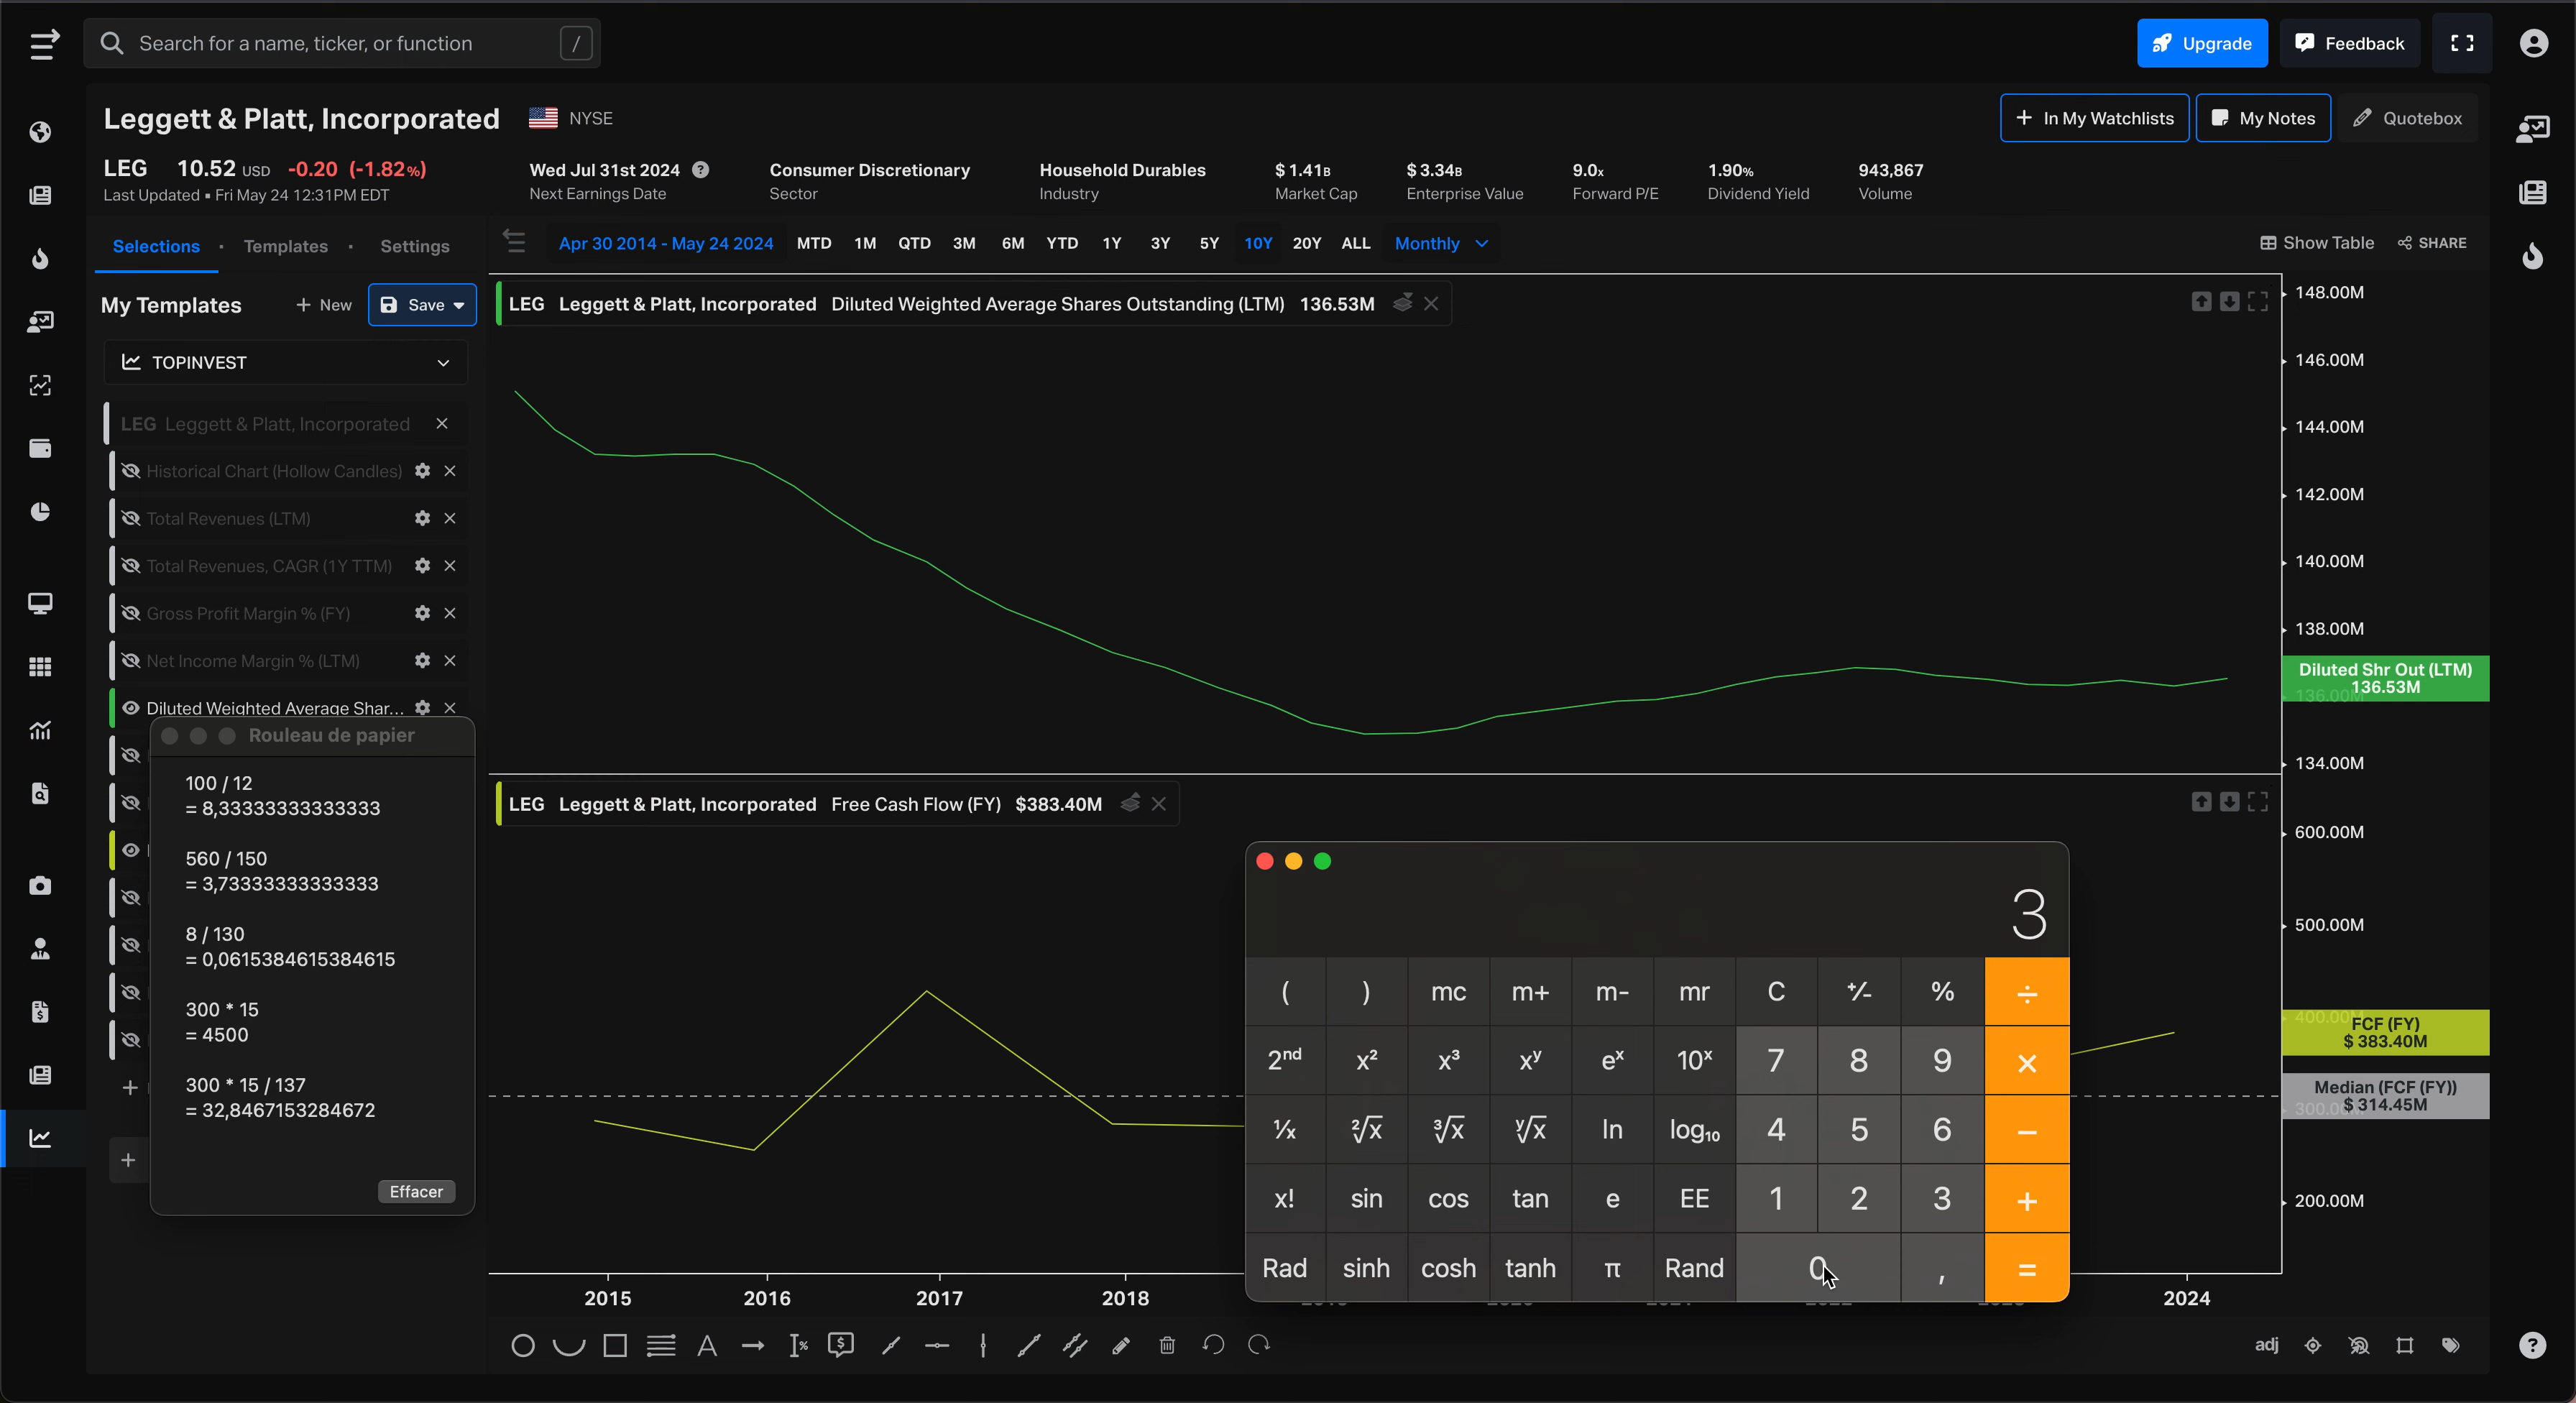 Search for a name, ticker, or function /
Upgrade
Feedback
Leggett & Platt, Incorporated NYSE
In My Watchlists
My Notes
Quotebox
LEG 10.52 USD -0.20 (-1.82%)
Last Updated ▪ Fri May 24 12:31PM EDT
Wed Jul 31st 2024 ?
Next Earnings Date
Consumer Discretionary
Sector
Household Durables
Industry
$ 1.41B
Market Cap
$ 3.34B
Enterprise Value
9.0x
Forward P/E
1.90%
Dividend Yield
943,867
Volume
Selections · Templates · Settings
Apr 30 2014 - May 24 2024 MTD 1M QTD 3M 6M YTD 1Y 3Y 5Y 10Y 20Y ALL Monthly
Show Table SHARE
My Templates + New Save
TOPINVEST
LEG Leggett & Platt, Incorporated
Historical Chart (Hollow Candles)
Total Revenues (LTM)
Total Revenues, CAGR (1Y TTM)
Gross Profit Margin % (FY)
Net Income Margin % (LTM)
Diluted Weighted Average Shar...
Rouleau de papier
100 / 12
= 8,33333333333333
560 / 150
= 3,73333333333333
8 / 130
= 0,0615384615384615
300 * 15
= 4500
300 * 15 / 137
= 32,8467153284672
Effacer
LEG Leggett & Platt, Incorporated Diluted Weighted Average Shares Outstanding (LTM) 136.53M
148.00M
146.00M
144.00M
142.00M
140.00M
138.00M
Diluted Shr Out (LTM)
136.53M
136.00M
134.00M
LEG Leggett & Platt, Incorporated Free Cash Flow (FY) $383.40M
600.00M
500.00M
400.00M
FCF (FY)
$ 383.40M
Median (FCF (FY))
$ 314.45M
300.00M
200.00M
3
( ) mc m+ m- mr C +/- % ÷
2nd x² x³ xʸ eˣ 10ˣ 7 8 9 ×
1/x ²√x ³√x ʸ√x ln log₁₀ 4 5 6 −
x! sin cos tan e EE 1 2 3 +
Rad sinh cosh tanh π Rand 0 , =
2015 2016 2017 2018 2024
A
adj
?